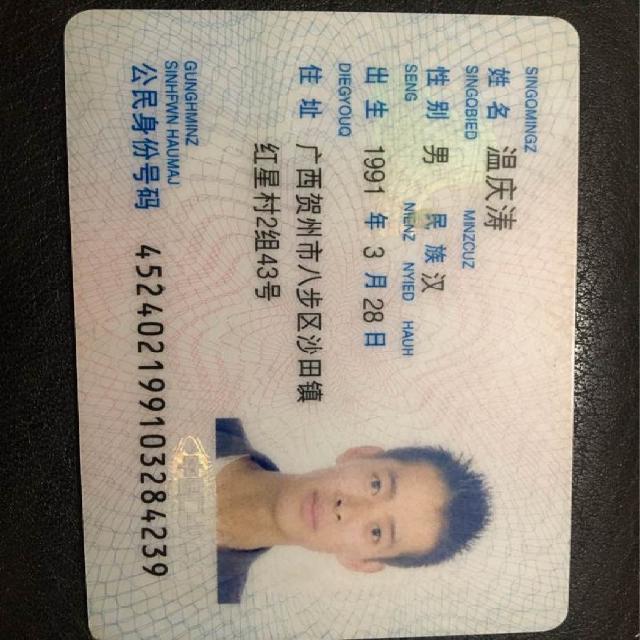 SINGQMINGZ
姓名 温庆涛
SINGQBIED MINZCUZ
性别 男 民族 汉
SENG NIENZ NYIED HAUH
出生 1991 年 3 月 28 日
DIEGYOUQ
住址 广西贺州市八步区沙田镇
红星村2组43号
GUNGHMINZ
SINHFWN HAUMAJ
公民身份号码 452402199103284239